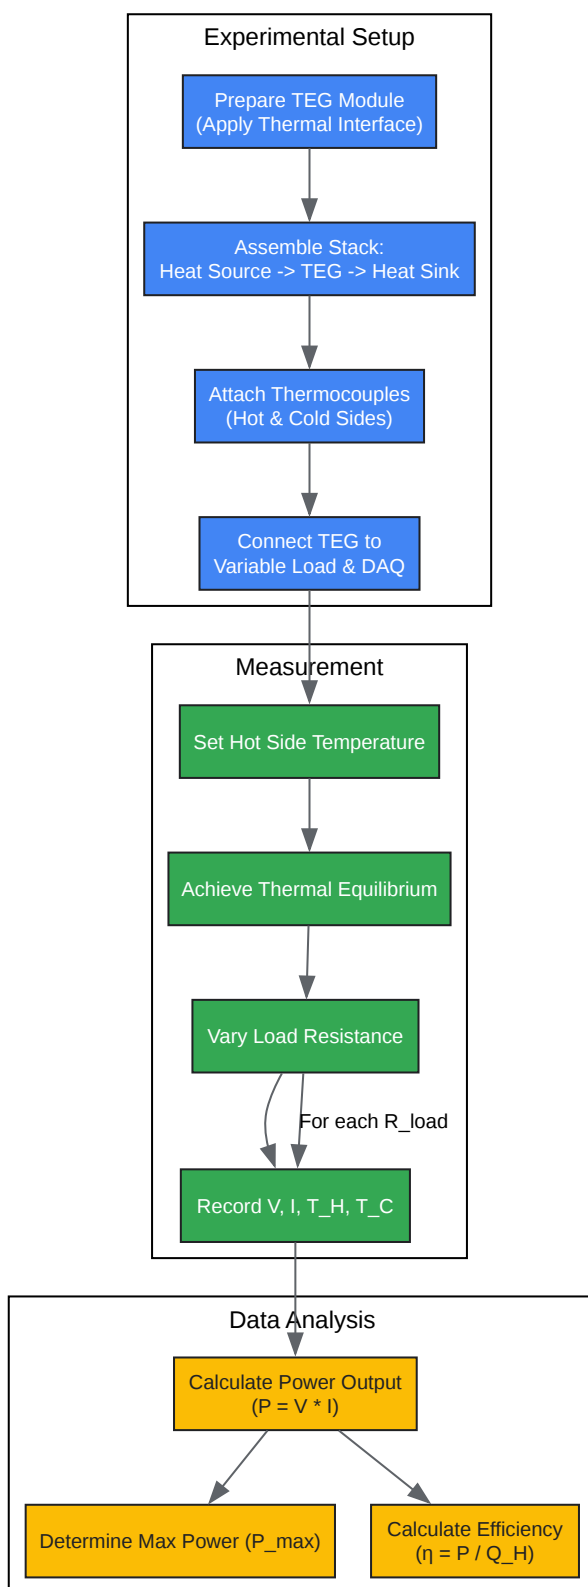 Experimental Setup
Prepare TEG Module
(Apply Thermal Interface)
Assemble Stack:
Heat Source -> TEG -> Heat Sink
Attach Thermocouples
(Hot & Cold Sides)
Connect TEG to
Variable Load & DAQ
Measurement
Set Hot Side Temperature
Achieve Thermal Equilibrium
Vary Load Resistance
For each R_load
Record V, I, T_H, T_C
Data Analysis
Calculate Power Output
(P = V * I)
Determine Max Power (P_max)
Calculate Efficiency
(η = P / Q_H)